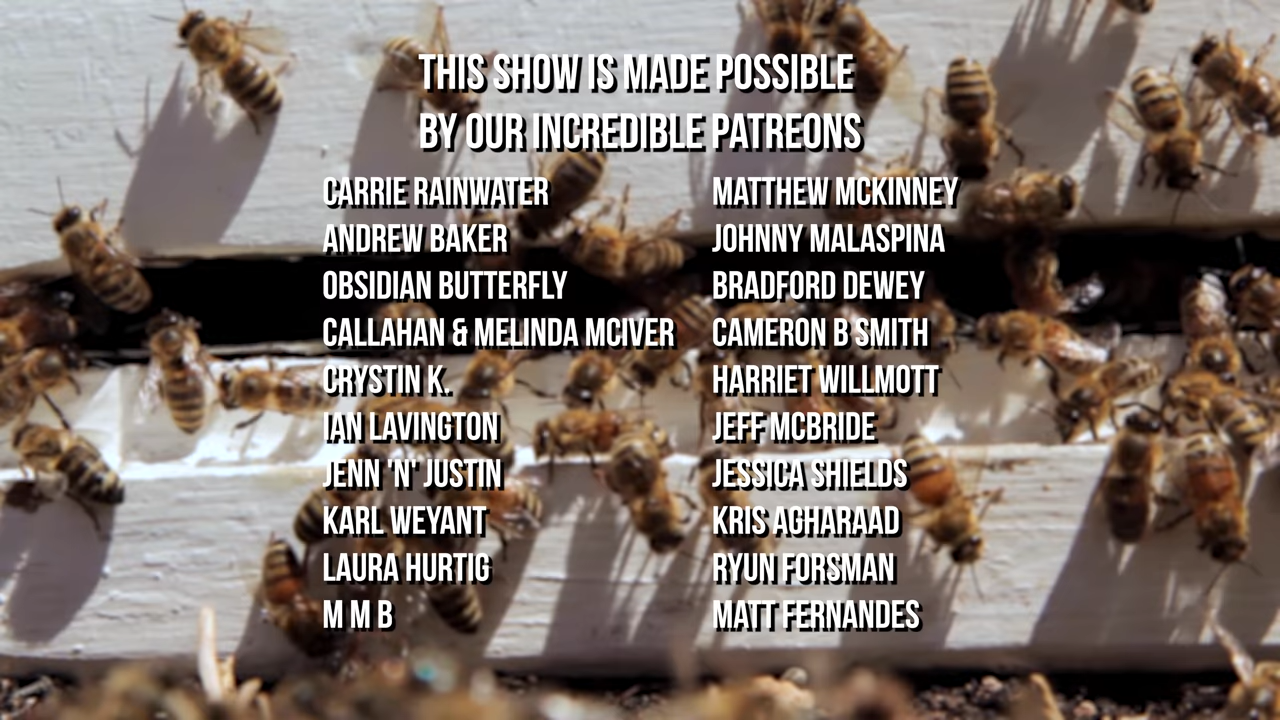 THIS SHOW IS MADE POSSIBLE
BY OUR INCREDIBLE PATREONS
CARRIE RAINWATER
ANDREW BAKER
OBSIDIAN BUTTERFLY
CALLAHAN & MELINDA MCIVER
CRYSTIN K.
IAN LAVINGTON
JENN 'N' JUSTIN
KARL WEYANT
LAURA HURTIG
M M B
MATTHEW MCKINNEY
JOHNNY MALASPINA
BRADFORD DEWEY
CAMERON B SMITH
HARRIET WILLMOTT
JEFF MCBRIDE
JESSICA SHIELDS
KRIS AGHARAAD
RYUN FORSMAN
MATT FERNANDES